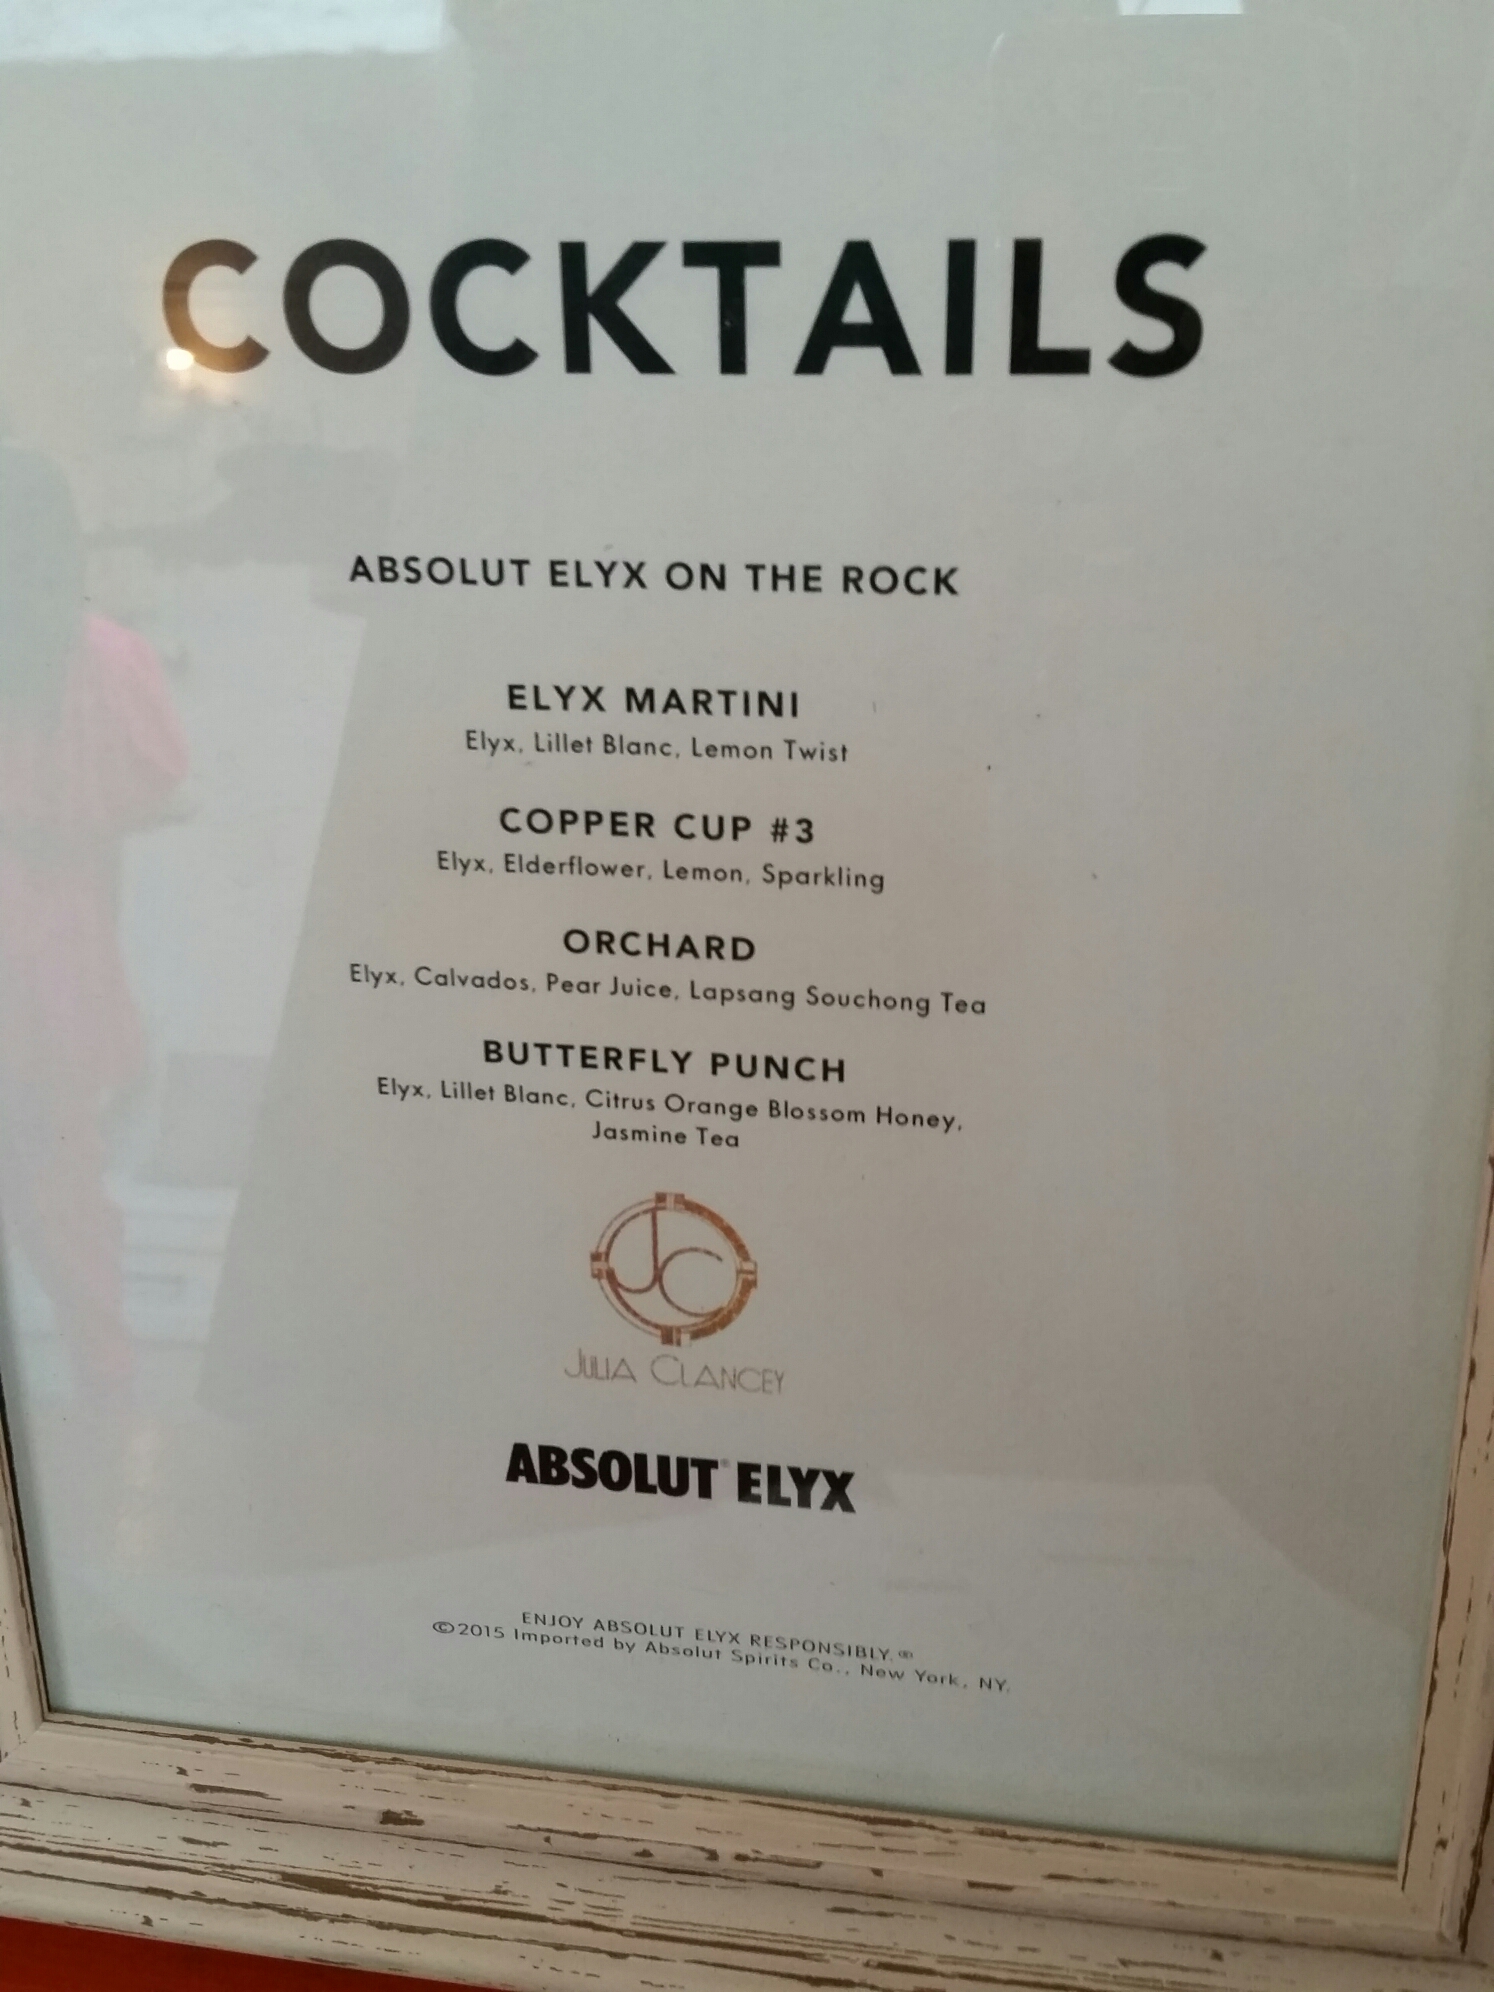 COCKTAILS
ABSOLUT ELYX ON THE ROCK
ELYX MARTINI
Elyx, Lillet Blanc, Lemon Twist
COPPER CUP #3
Elyx, Elderflower, Lemon, Sparkling
ORCHARD
Elyx, Calvados, Pear Juice, Lapsang Souchong Tea
BUTTERFLY PUNCH
Elyx, Lillet Blanc, Citrus Orange Blossom Honey,
Jasmine Tea
JC
JULIA CLANCEY
ABSOLUT ELYX
ENJOY ABSOLUT ELYX RESPONSIBLY.®
©2015 Imported by Absolut Spirits Co., New York, NY.